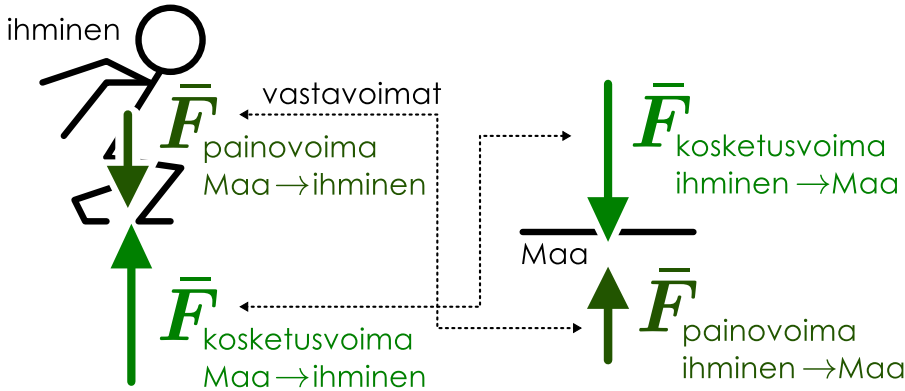 ihminen
vastavoimat
F̄
painovoima
Maa→ihminen
F̄
kosketusvoima
ihminen→Maa
Maa
F̄
kosketusvoima
Maa→ihminen
F̄
painovoima
ihminen→Maa